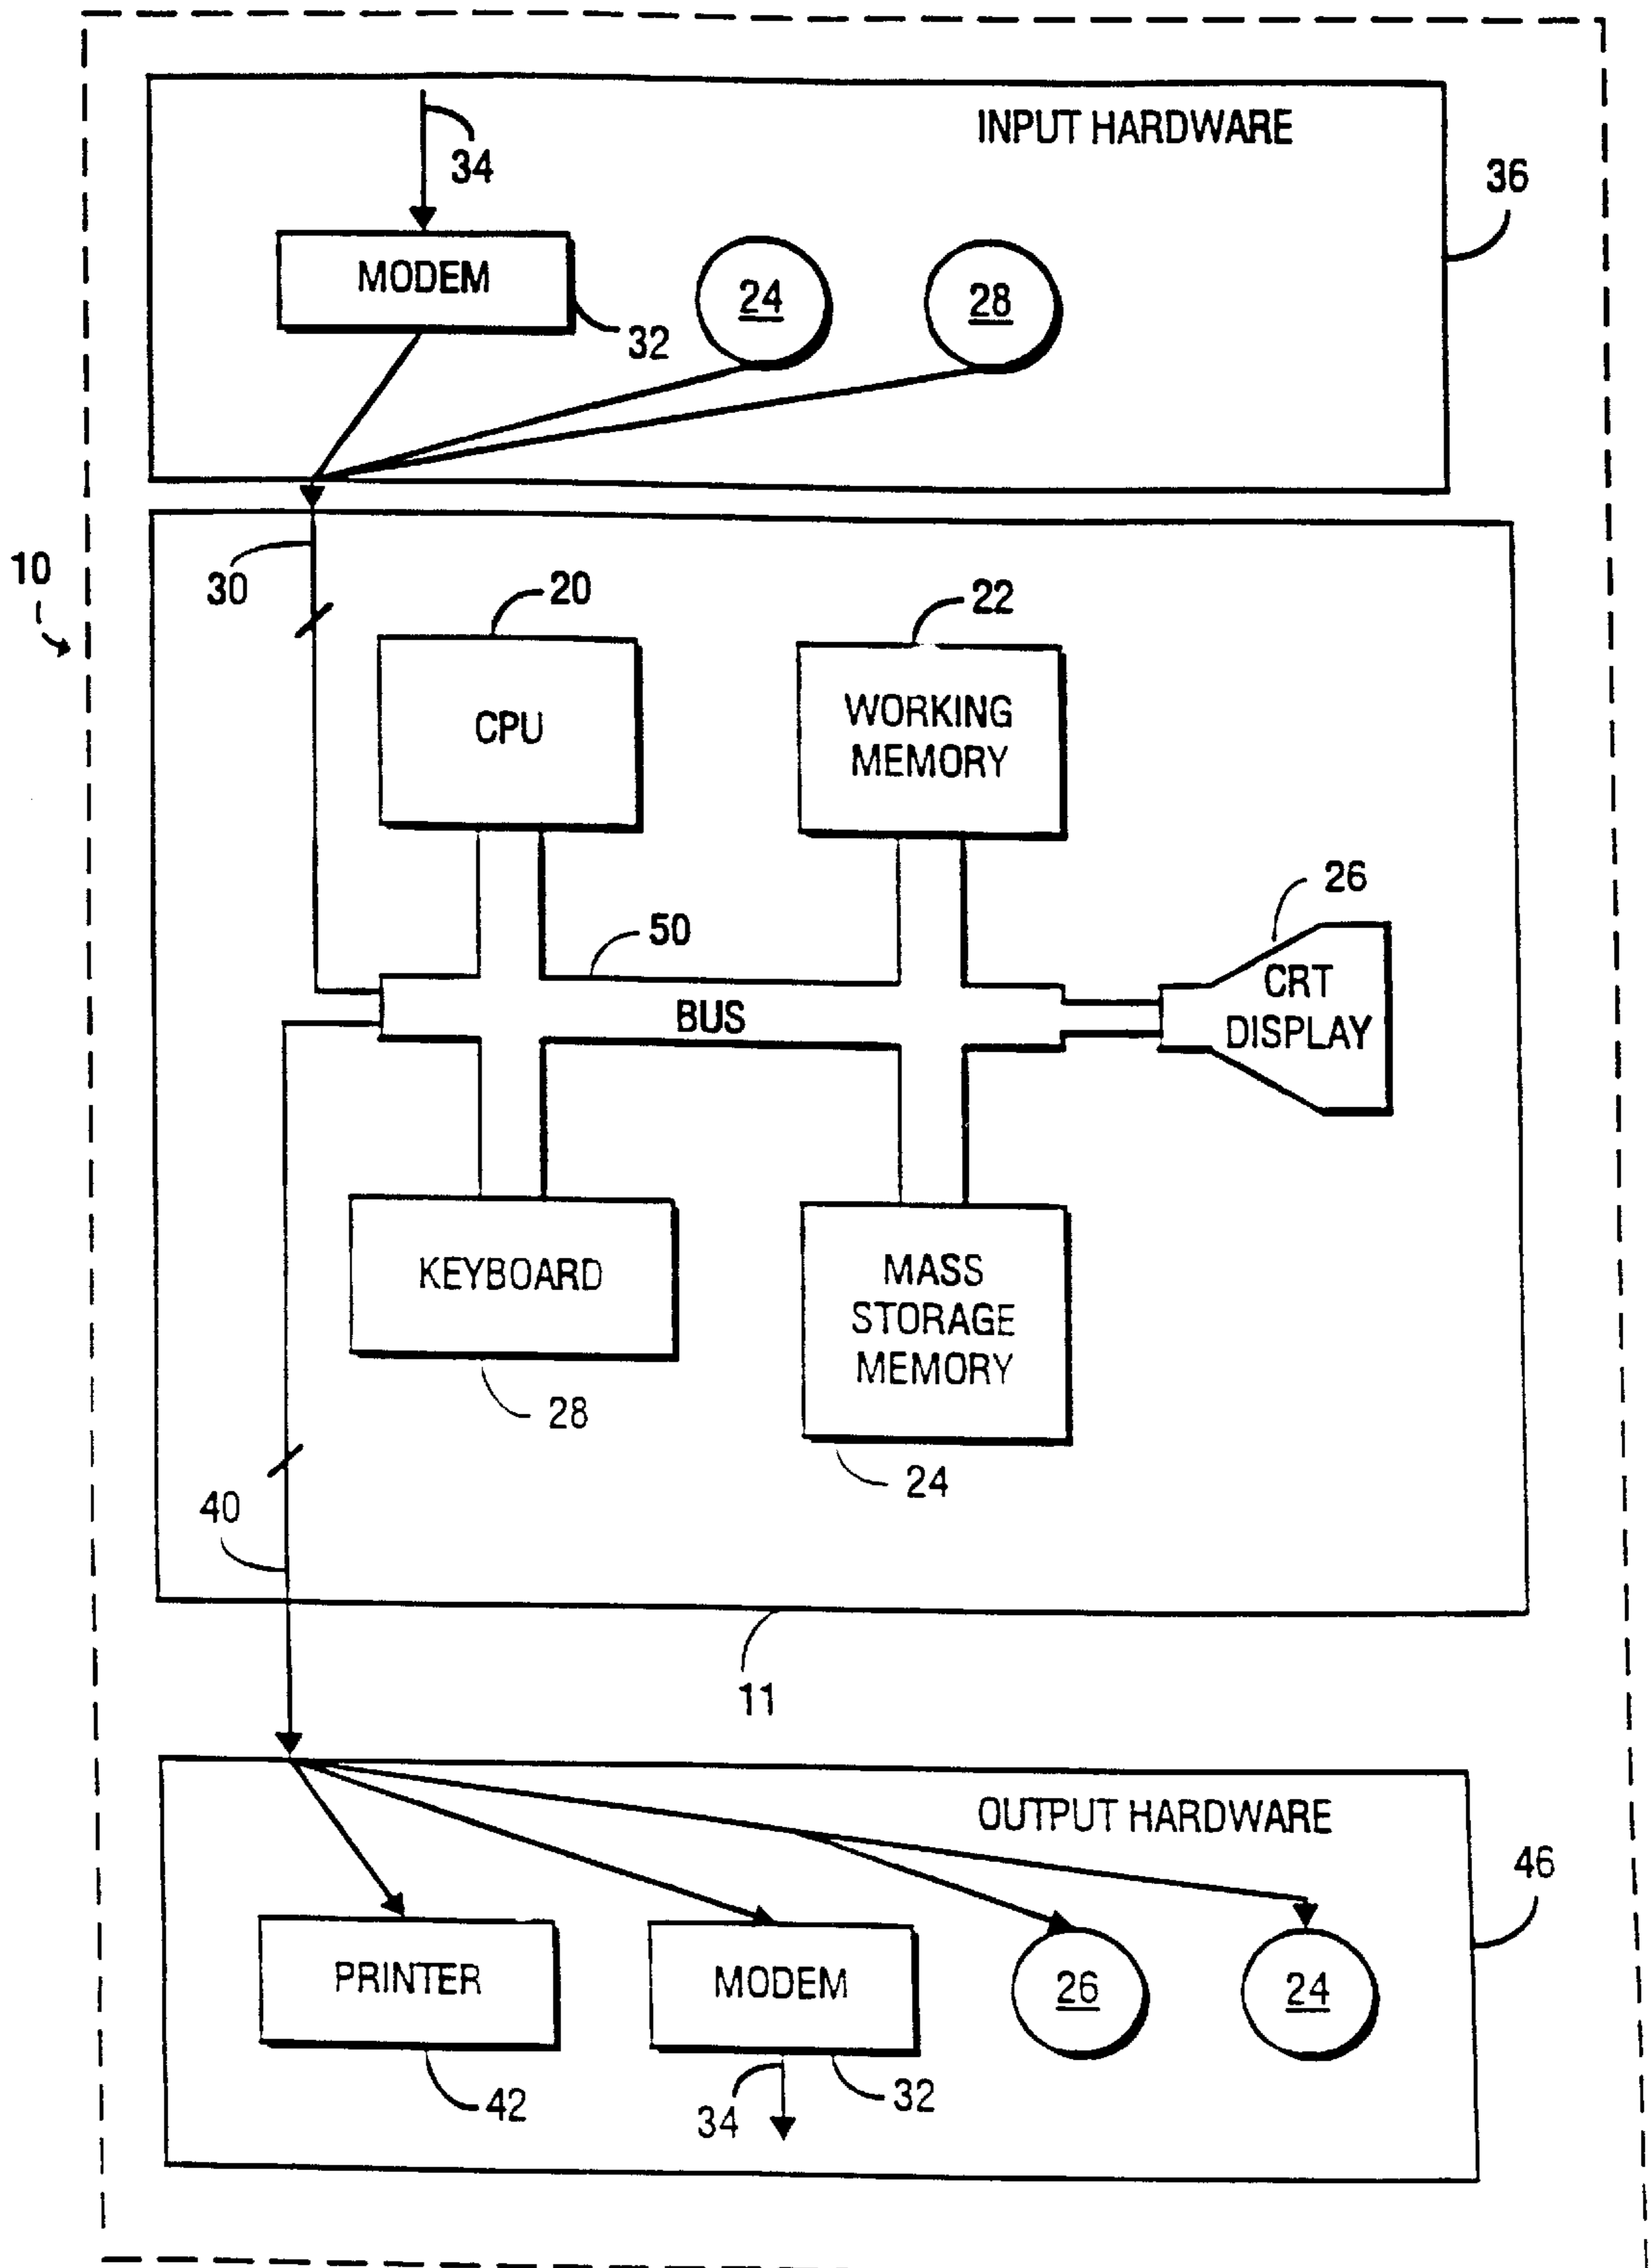 INPUT HARDWARE
34
36
MODEM
24
28
32
10
30
20
22
CPU
WORKING
MEMORY
26
50
CRT
DISPLAY
BUS
KEYBOARD
MASS
STORAGE
MEMORY
28
24
40
11
OUTPUT HARDWARE
46
PRINTER
MODEM
26
24
42
34
32